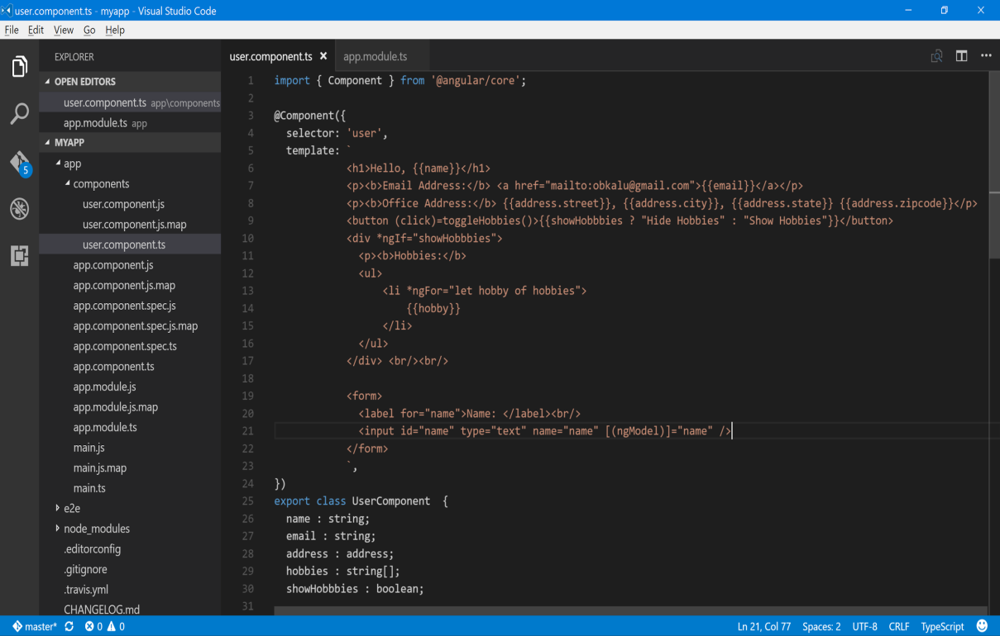 user.component.ts - myapp - Visual Studio Code
File Edit View Go Help
EXPLORER
OPEN EDITORS
user.component.ts app\components
app.module.ts app
MYAPP
app
components
user.component.js
user.component.js.map
user.component.ts
app.component.js
app.component.js.map
app.component.spec.js
app.component.spec.js.map
app.component.spec.ts
app.component.ts
app.module.js
app.module.js.map
app.module.ts
main.js
main.js.map
main.ts
e2e
node_modules
.editorconfig
.gitignore
.travis.yml
CHANGELOG.md
5
user.component.ts app.module.ts
1 import { Component } from '@angular/core';
2
3 @Component({
4 selector: 'user',
5 template: `
6 <h1>Hello, {{name}}</h1>
7 <p><b>Email Address:</b> <a href="mailto:obkalu@gmail.com">{{email}}</a></p>
8 <p><b>Office Address:</b> {{address.street}}, {{address.city}}, {{address.state}} {{address.zipcode}}</p>
9 <button (click)=toggleHobbies()>{{showHobbbies ? "Hide Hobbies" : "Show Hobbies"}}</button>
10 <div *ngIf="showHobbbies">
11 <p><b>Hobbies:</b>
12 <ul>
13 <li *ngFor="let hobby of hobbies">
14 {{hobby}}
15 </li>
16 </ul>
17 </div> <br/><br/>
18
19 <form>
20 <label for="name">Name: </label><br/>
21 <input id="name" type="text" name="name" [(ngModel)]="name" />
22 </form>
23 `,
24 })
25 export class UserComponent {
26 name : string;
27 email : string;
28 address : address;
29 hobbies : string[];
30 showHobbbies : boolean;
31
master* 0 0 Ln 21, Col 77 Spaces: 2 UTF-8 CRLF TypeScript